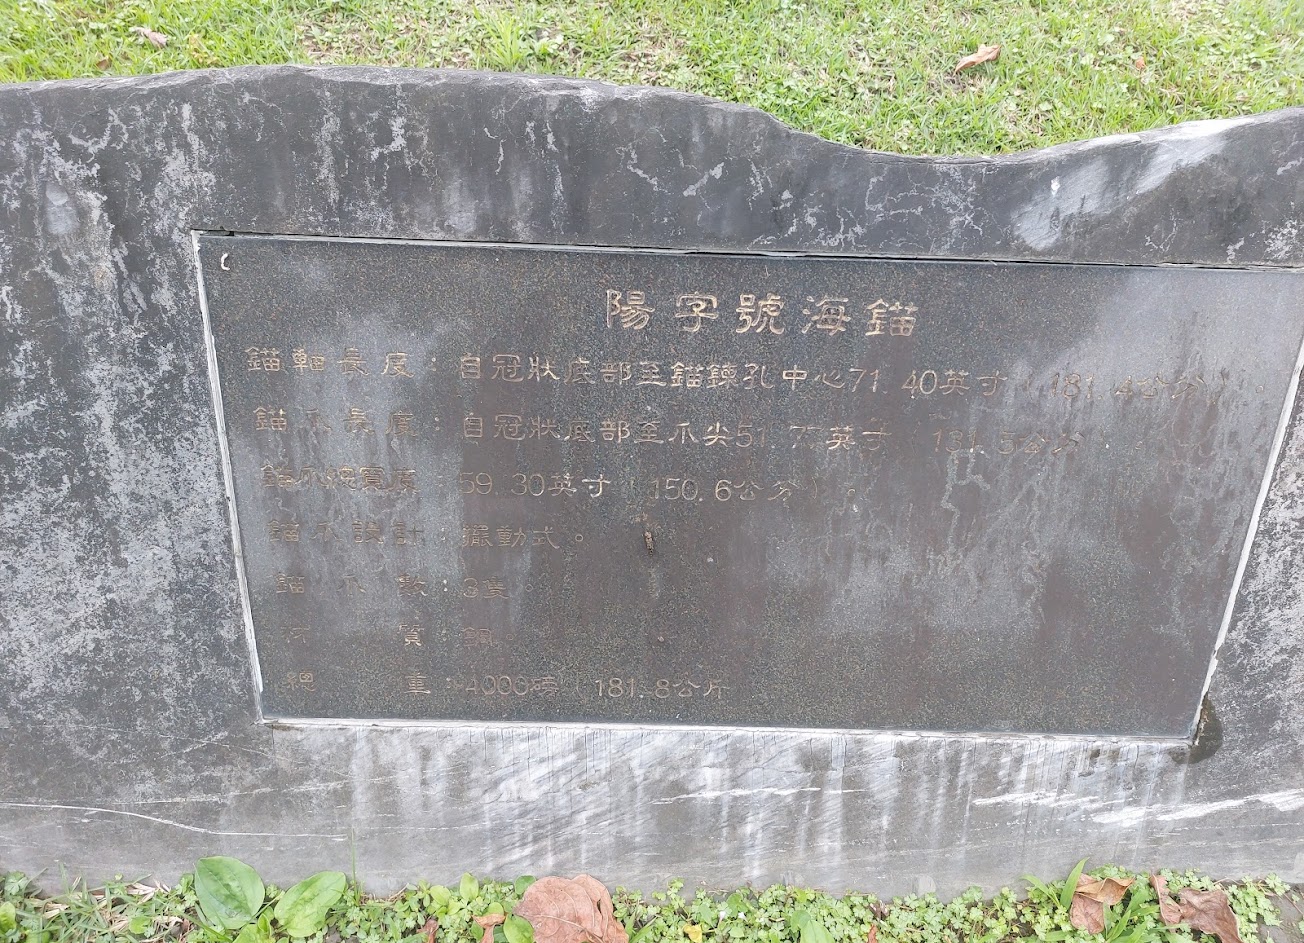 陽字號海錨
錨軸長度：自冠狀底部至錨鍊孔中心71.40英寸（181.4公分）。
錨爪長度：自冠狀底部至爪尖51.77英寸（131.5公分
錨爪 寬度：59.30英寸（150.6公分）。
錨爪設計：擺動式。
錨爪數：3隻
材質：鋼
總重：4000磅（181.8公斤